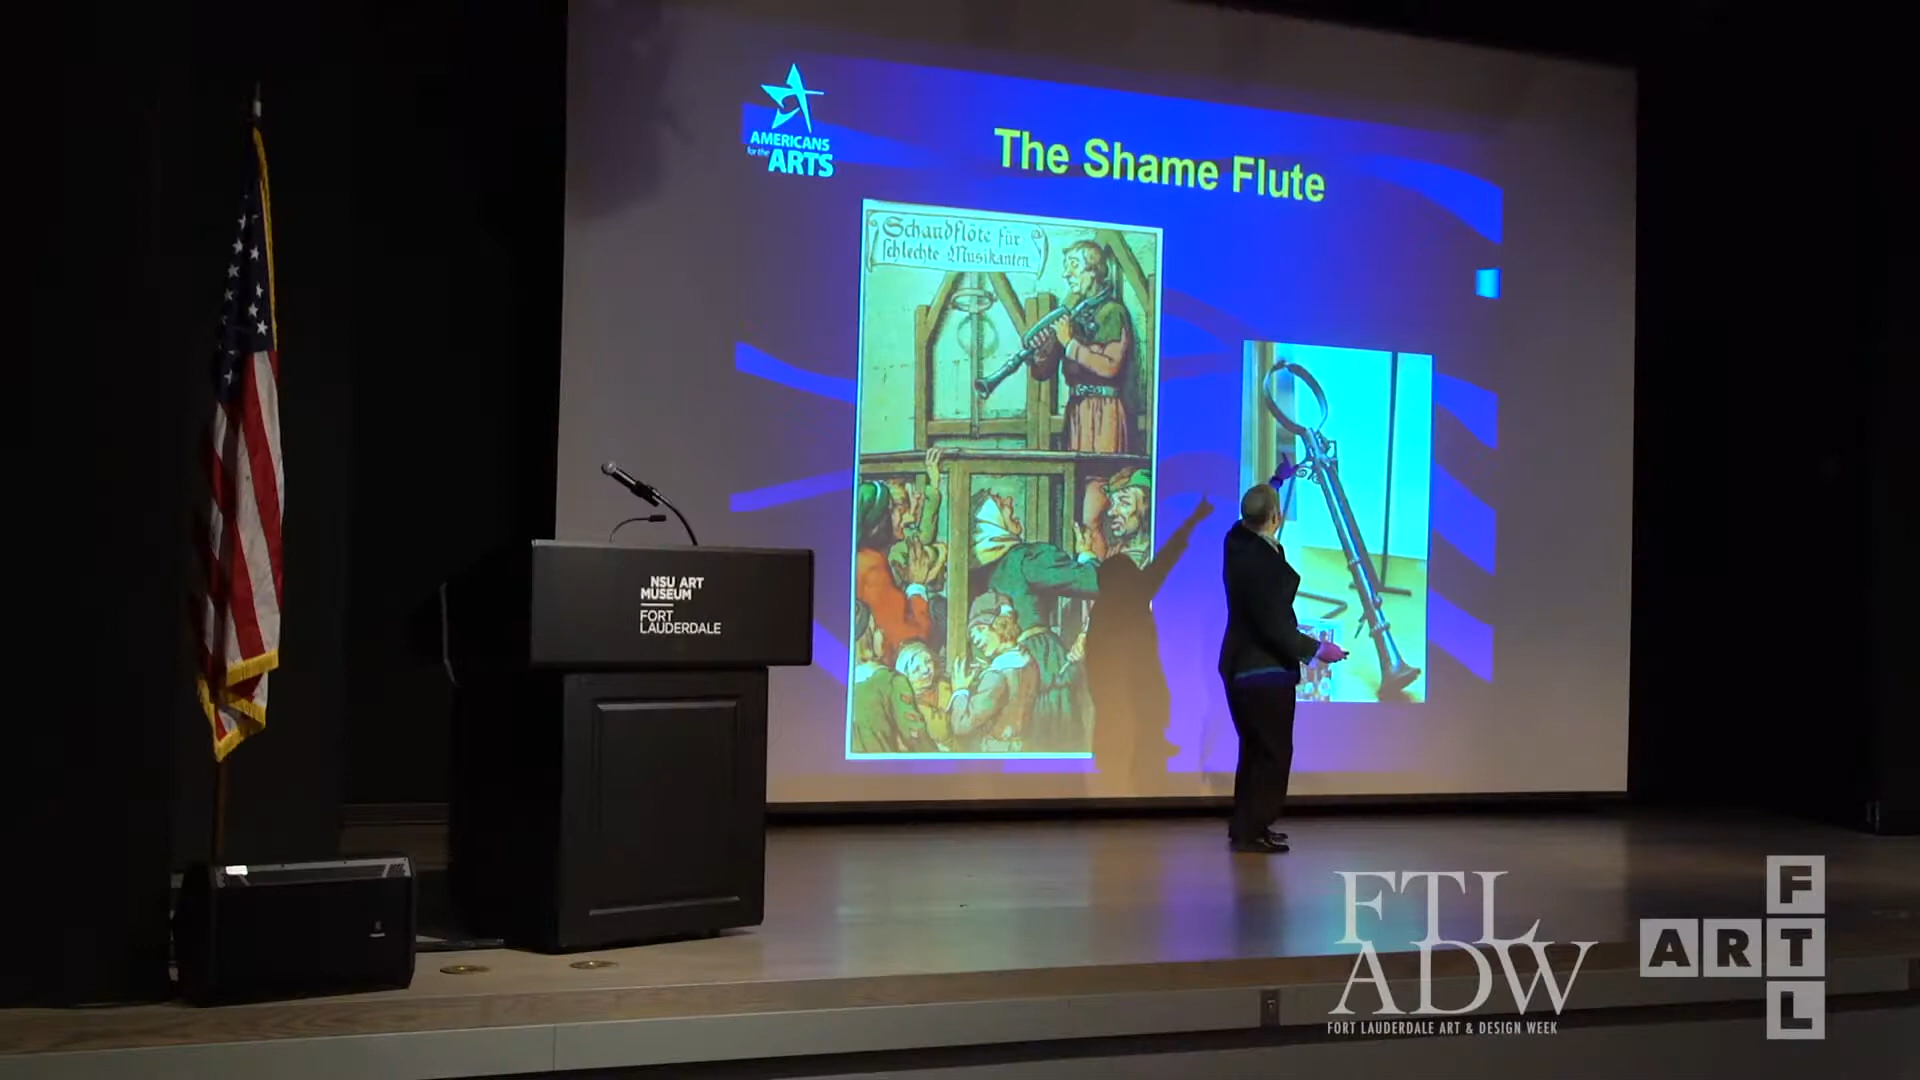 AMERICANS
for the ARTS
The Shame Flute
Schandflöte für
schlechte Musikanten
NSU ART
MUSEUM
FORT
LAUDERDALE
FTL
ADW
FORT LAUDERDALE ART & DESIGN WEEK
ART
FTL